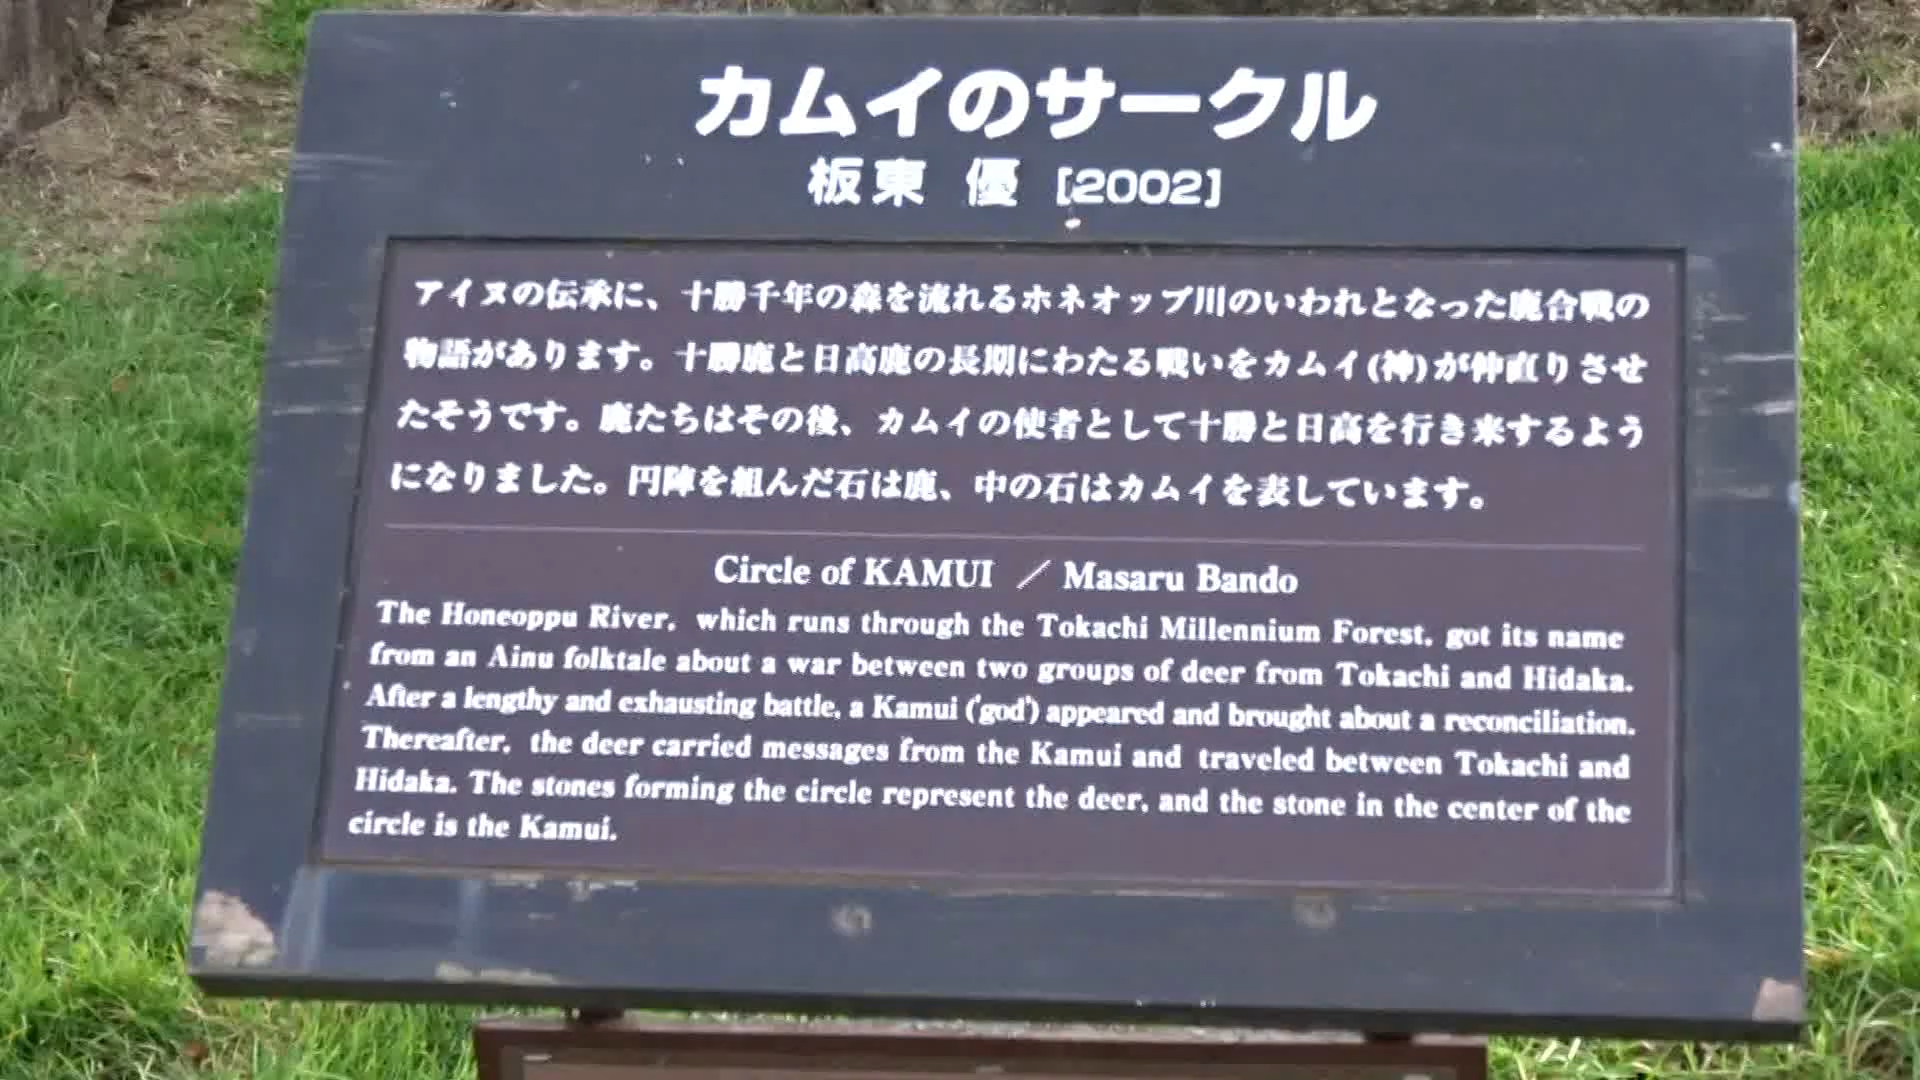 カムイのサークル
板東 優 [2002]
アイヌの伝承に、十勝千年の森を流れるホネオップ川のいわれとなった鹿合戦の
物語があります。十勝鹿と日高鹿の長期にわたる戦いをカムイ(神)が仲直りさせ
たそうです。鹿たちはその後、カムイの使者として十勝と日高を行き来するよう
になりました。円陣を組んだ石は鹿、中の石はカムイを表しています。
Circle of KAMUI ／ Masaru Bando
The Honeoppu River, which runs through the Tokachi Millennium Forest, got its name
from an Ainu folktale about a war between two groups of deer from Tokachi and Hidaka.
After a lengthy and exhausting battle, a Kamui ('god') appeared and brought about a reconciliation.
Thereafter, the deer carried messages from the Kamui and traveled between Tokachi and
Hidaka. The stones forming the circle represent the deer, and the stone in the center of the
circle is the Kamui.